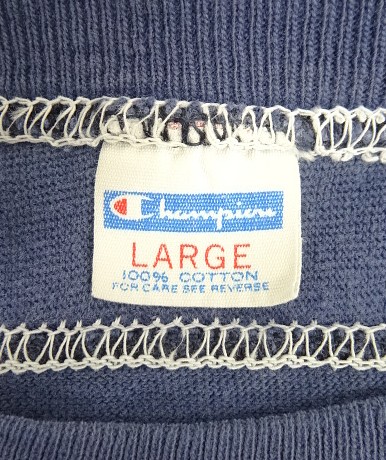 Champion
LARGE
100% COTTON
FOR CARE SEE REVERSE